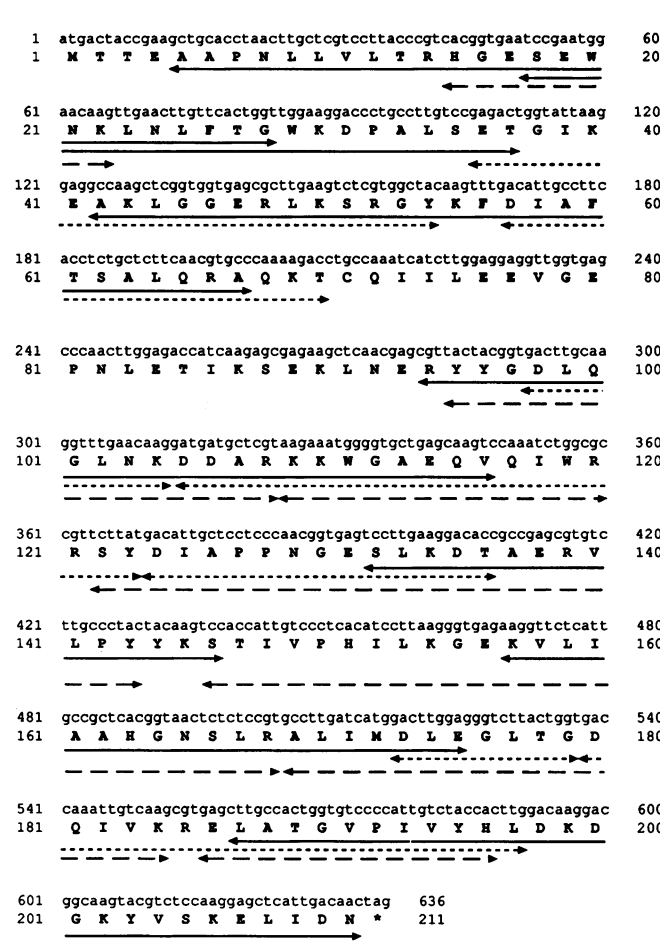 1 atgactaccgaagctgcacctaacttgctcgtccttacccgtcacggtgaatccgaatgg 60
1 M T T E A A P N L L V L T R H G E S E W 20
61 aacaagttgaacttgttcactggttggaaggaccctgccttgtccgagactggtattaag 120
21 N K L N L F T G W K D P A L S E T G I K 40
121 gaggccaagctcggtggtgagcgcttgaagtctcgtggctacaagtttgacattgccttc 180
41 E A K L G G E R L K S R G Y K F D I A F 60
181 acctctgctcttcaacgtgcccaaaagacctgccaaatcatcttggaggaggttggtgag 240
61 T S A L Q R A Q K T C Q I I L E E V G E 80
241 cccaacttggagaccatcaagagcgagaagctcaacgagcgttactacggtgacttgcaa 300
81 P N L E T I K S E K L N E R Y Y G D L Q 100
301 ggtttgaacaaggatgatgctcgtaagaaatggggtgctgagcaagtccaaatctggcgc 360
101 G L N K D D A R K K W G A E Q V Q I W R 120
361 cgttcttatgacattgctcctcccaacggtgagtccttgaaggacaccgccgagcgtgtc 420
121 R S Y D I A P P N G E S L K D T A E R V 140
421 ttgccctactacaagtccaccattgtccctcacatccttaagggtgagaaggttctcatt 480
141 L P Y Y K S T I V P H I L K G E K V L I 160
481 gccgctcacggtaactctctccgtgccttgatcatggacttggagggtcttactggtgac 540
161 A A H G N S L R A L I M D L E G L T G D 180
541 caaattgtcaagcgtgagcttgccactggtgtccccattgtctaccacttggacaaggac 600
181 Q I V K R E L A T G V P I V Y H L D K D 200
601 ggcaagtacgtctccaaggagctcattgacaactag 636
201 G K Y V S K E L I D N * 211